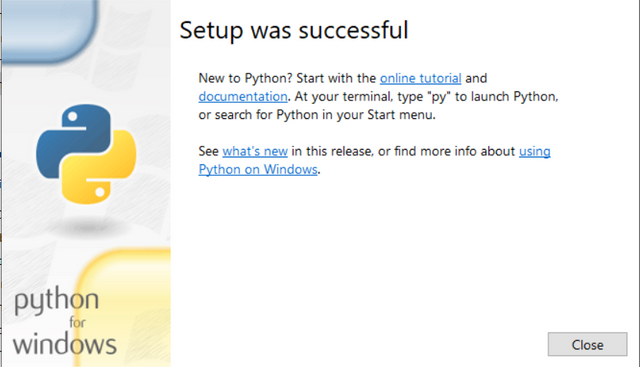 Setup was successful
New to Python? Start with the online tutorial and
documentation. At your terminal, type "py" to launch Python,
or search for Python in your Start menu.
See what's new in this release, or find more info about using
Python on Windows.
python
for
windows
Close